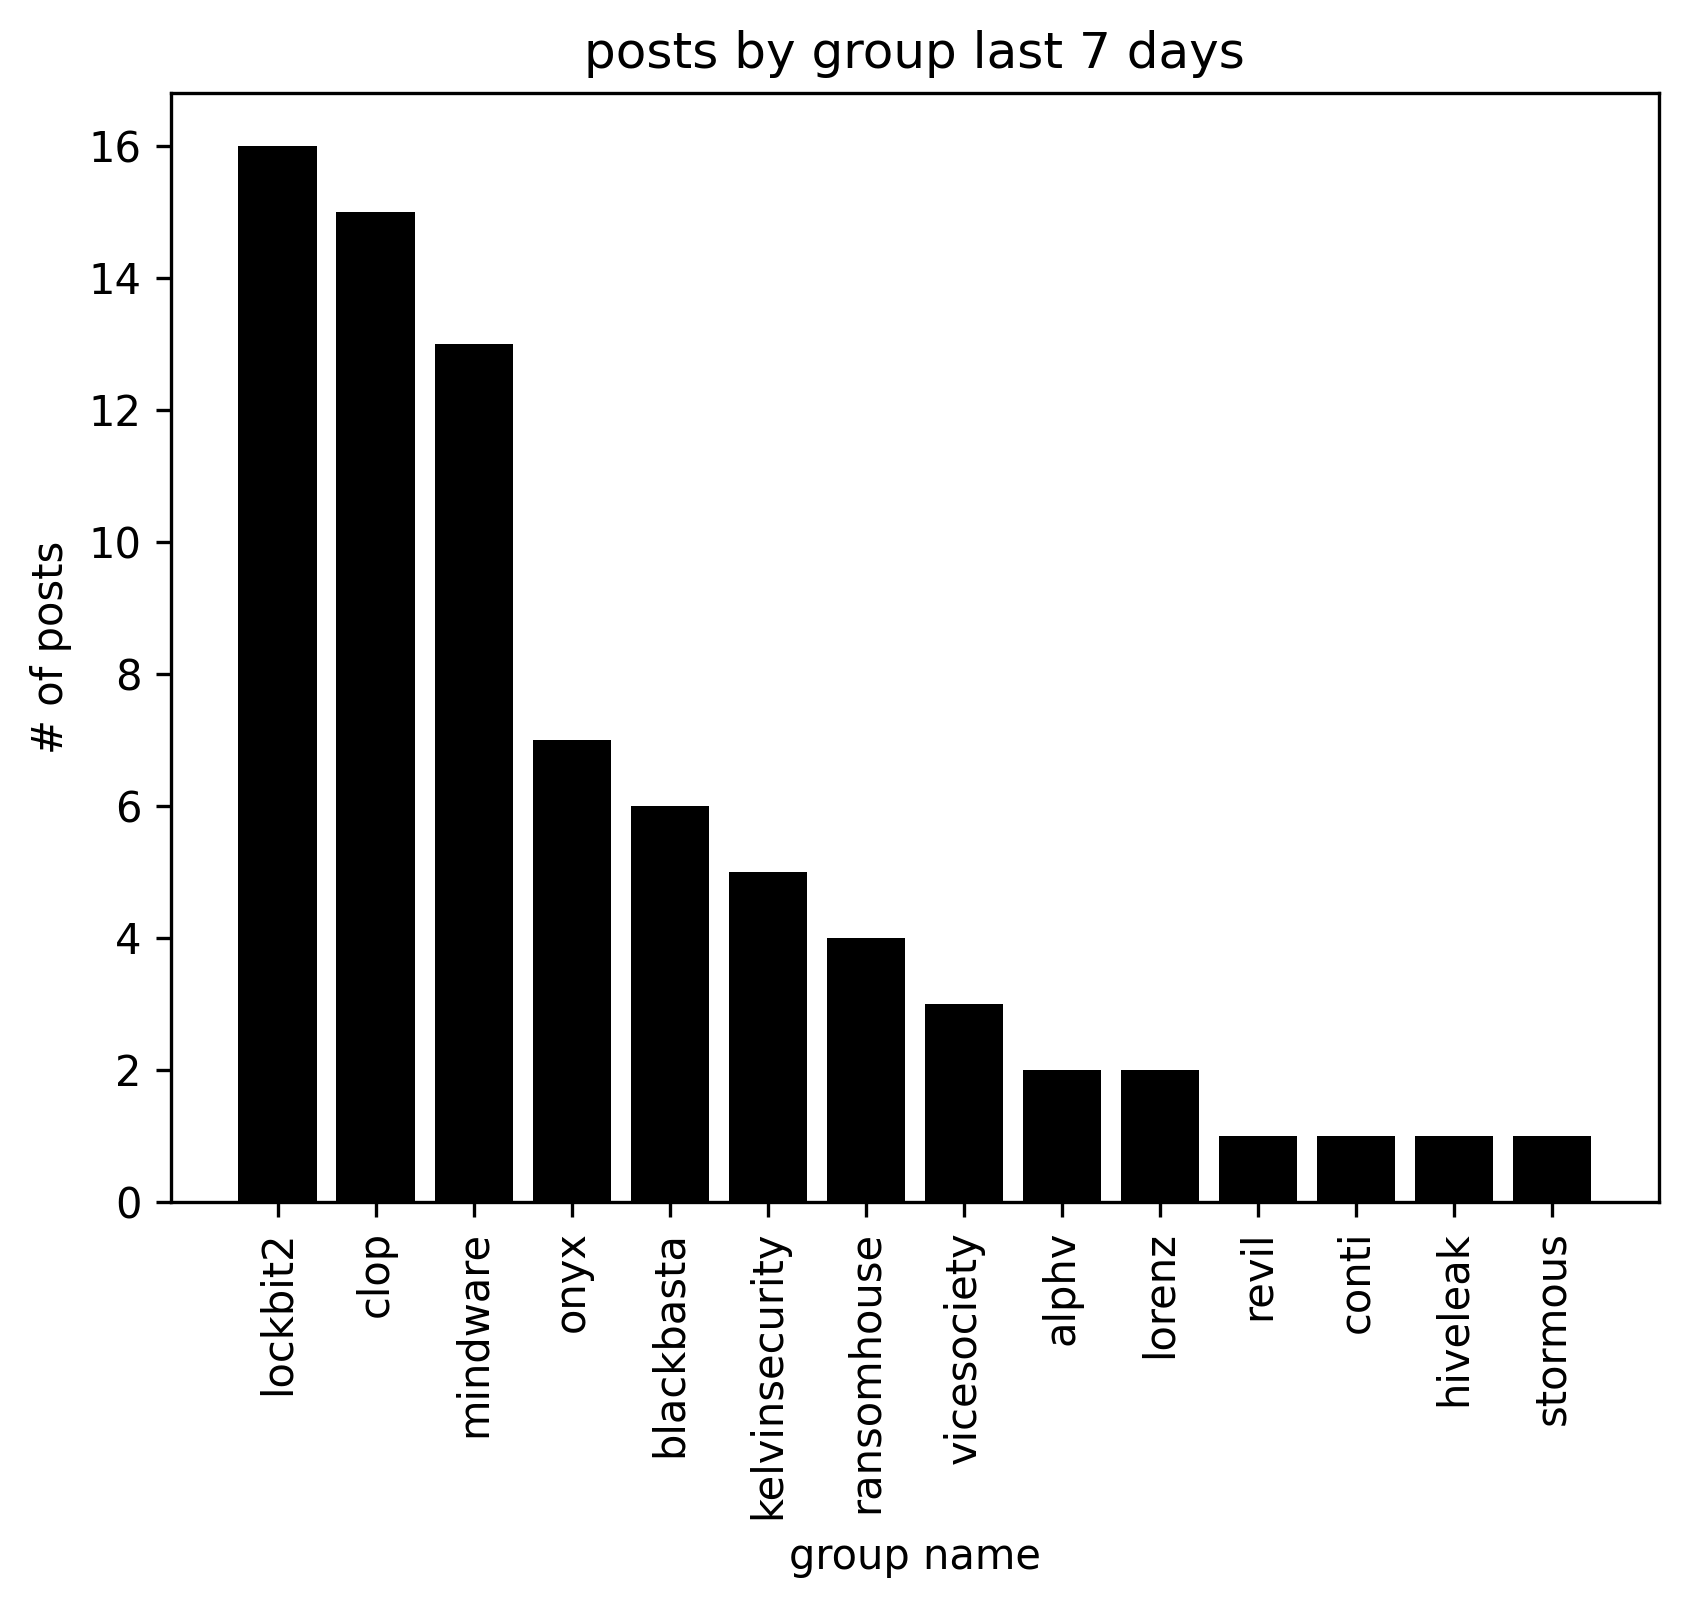 posts by group last 7 days
16
14
12
10
8
6
4
2
0
# of posts
lockbit2
clop
mindware
onyx
blackbasta
kelvinsecurity
ransomhouse
vicesociety
alphv
lorenz
revil
conti
hiveleak
stormous
group name